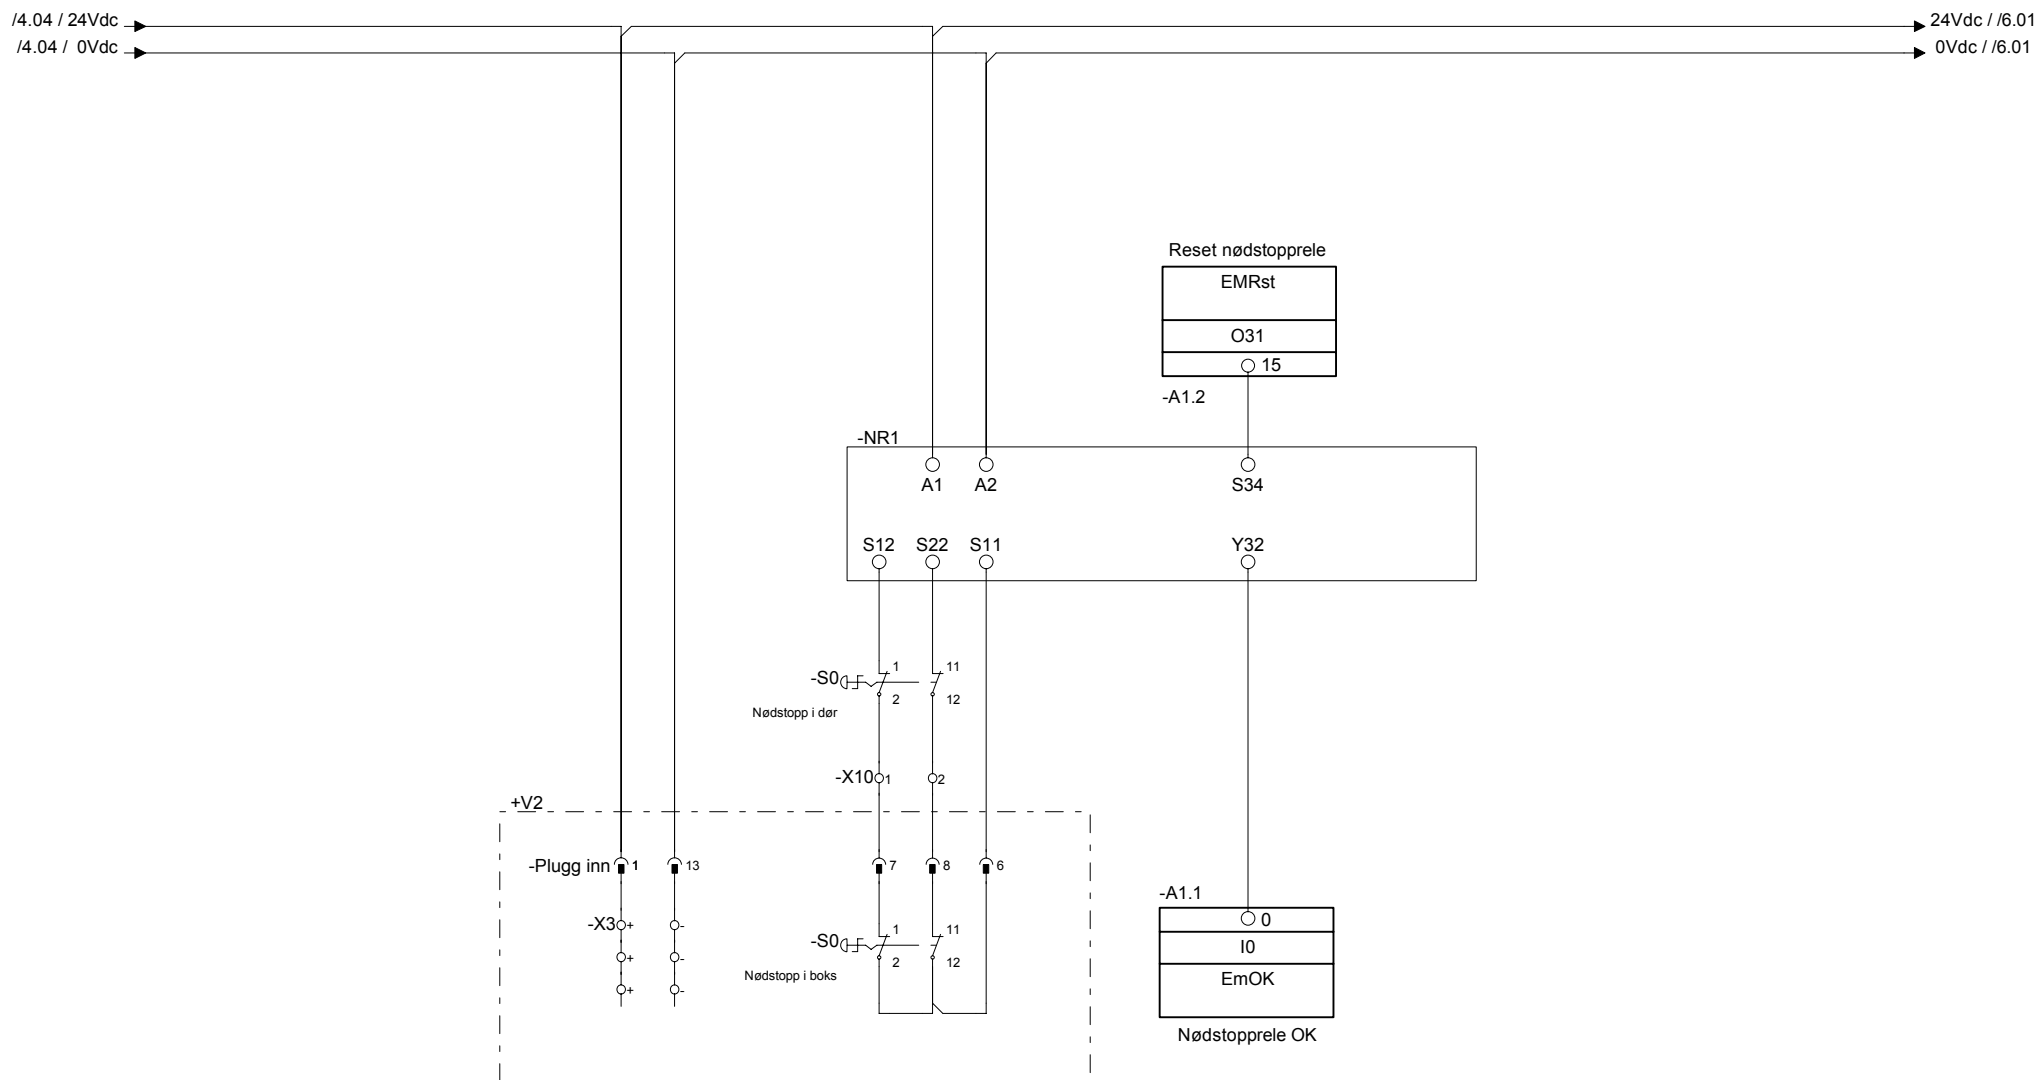 /4.04 / 24Vdc
24Vdc / /6.01
/4.04 / 0Vdc
0Vdc / /6.01
Reset nødstopprele
EMRst
O31
15
-A1.2
-NR1
A1 A2 S34
S12 S22 S11 Y32
-S0 1 11
2 12
Nødstopp i dør
-X10 1 2
+V2
-Plugg inn 1 13 7 8 6
-A1.1
-X3 + -
0
-S0 1 11
I0
+ - 2 12
Nødstopp i boks
EmOK
+ -
Nødstopprele OK